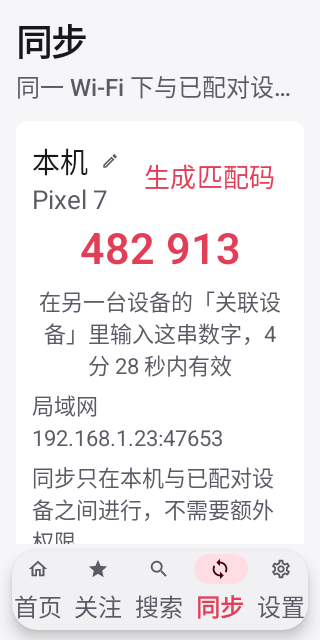 同步
同一 Wi-Fi 下与已配对设…
本机
生成匹配码
Pixel 7
482 913
在另一台设备的「关联设
备」里输入这串数字，4
分 28 秒内有效
局域网
192.168.1.23:47653
同步只在本机与已配对设
备之间进行，不需要额外
权限
首页 关注 搜索 同步 设置